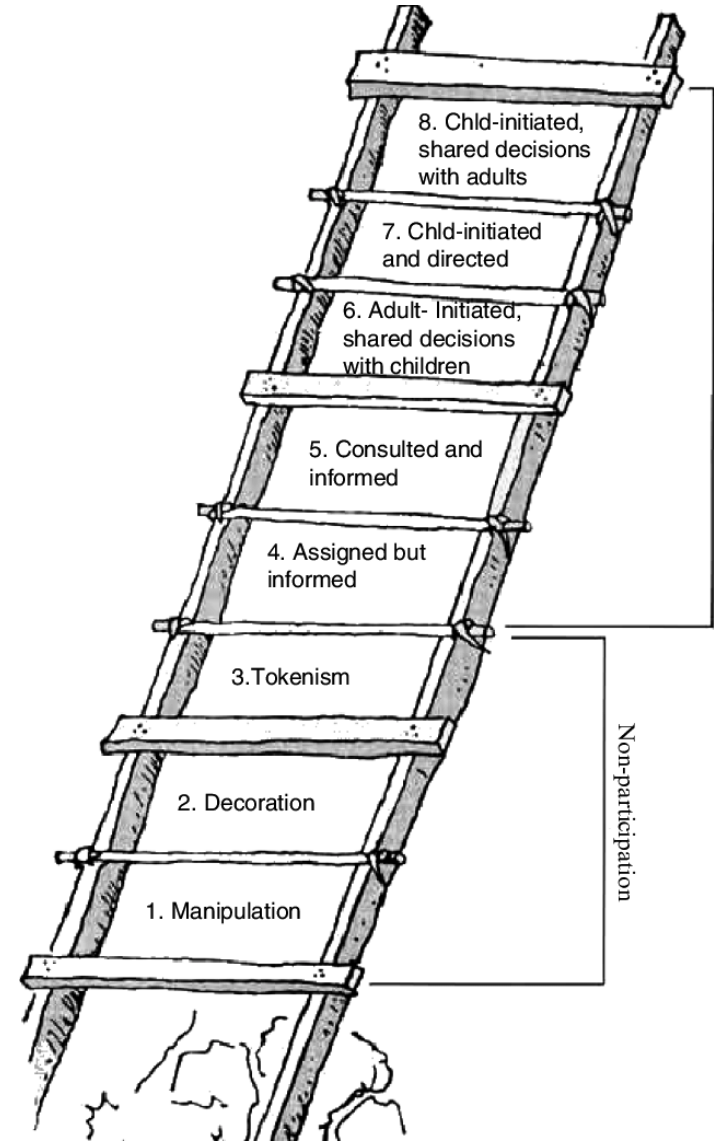 8. Chld-initiated,
shared decisions
with adults
7. Chld-initiated
and directed
6. Adult- Initiated,
shared decisions
with children
5. Consulted and
informed
4. Assigned but
informed
3.Tokenism
2. Decoration
1. Manipulation
Non-participation